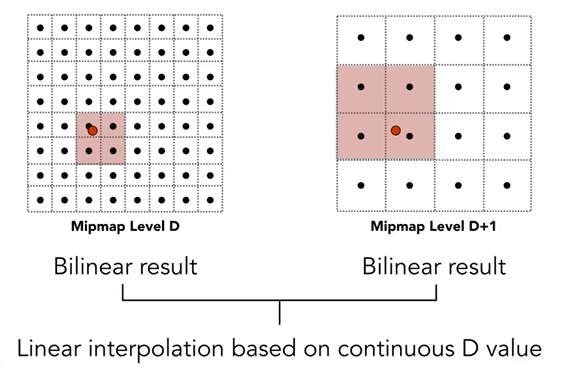 Mipmap Level D
Mipmap Level D+1
Bilinear result
Bilinear result
Linear interpolation based on continuous D value